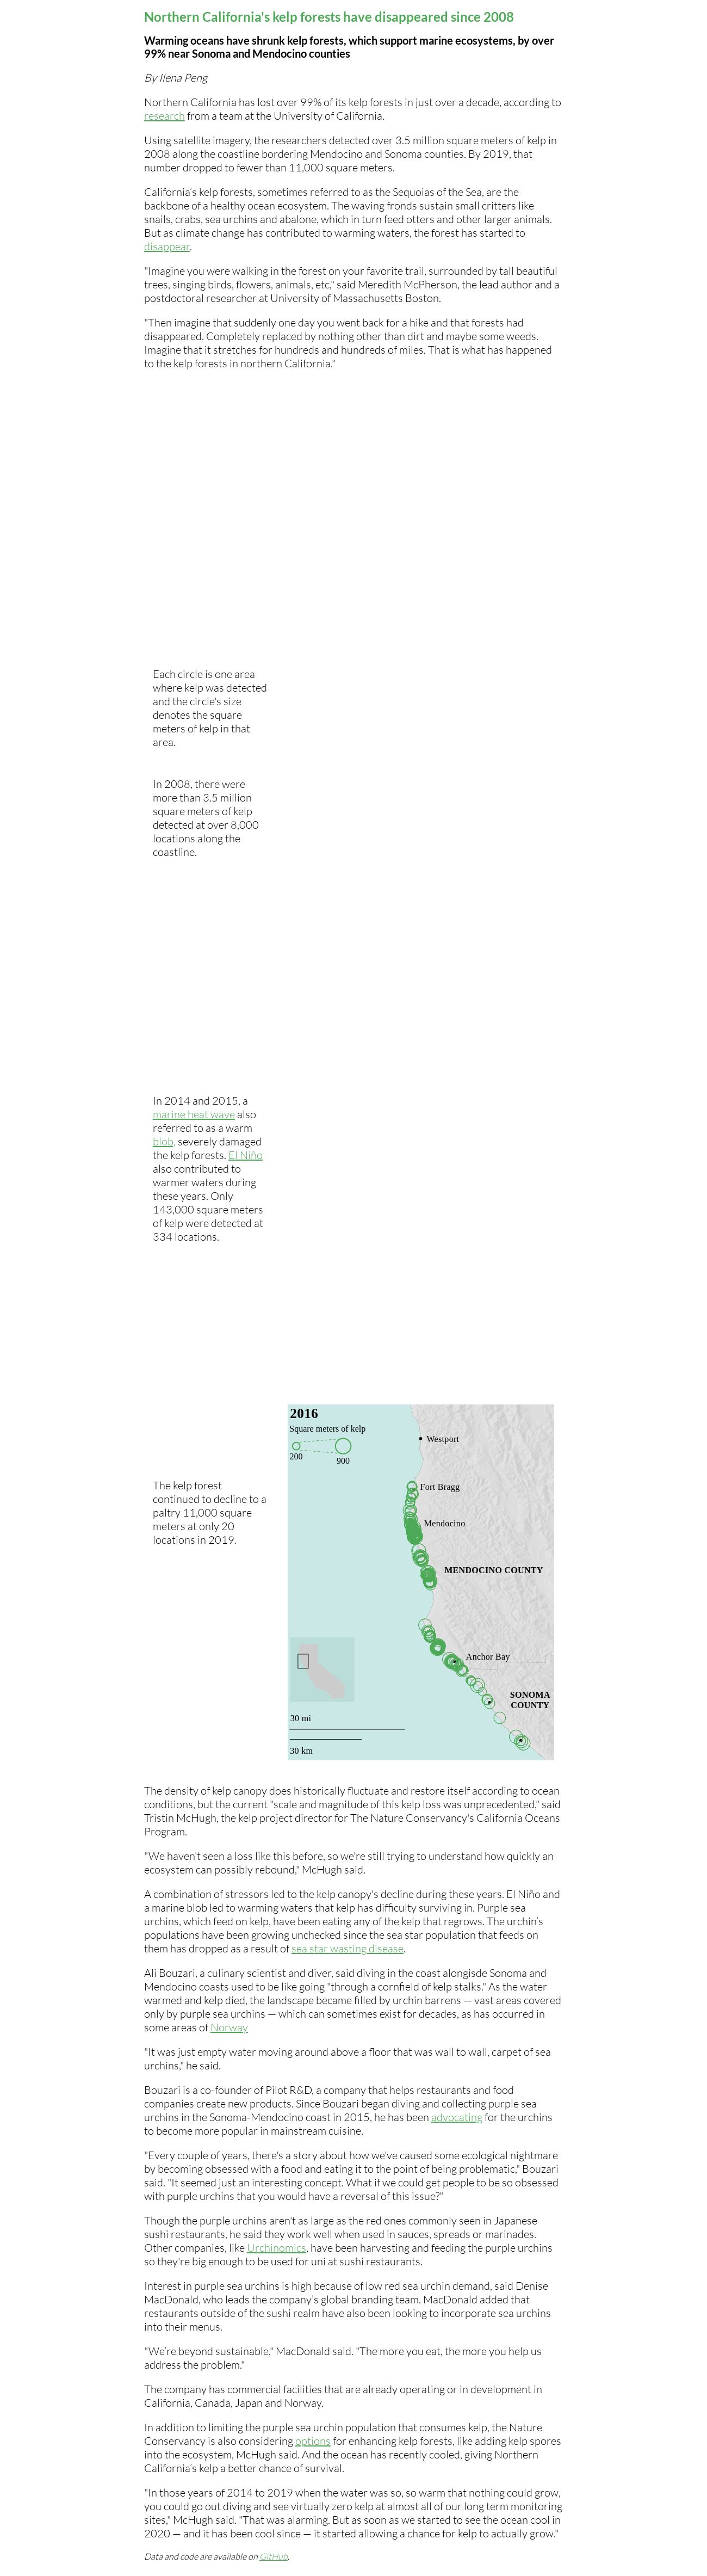 Northern California's kelp forests have disappeared since 2008
Warming oceans have shrunk kelp forests, which support marine ecosystems, by over
99% near Sonoma and Mendocino counties
By Ilena Peng
Northern California has lost over 99% of its kelp forests in just over a decade, according to
research from a team at the University of California.
Using satellite imagery, the researchers detected over 3.5 million square meters of kelp in
2008 along the coastline bordering Mendocino and Sonoma counties. By 2019, that
number dropped to fewer than 11,000 square meters.
California's kelp forests, sometimes referred to as the Sequoias of the Sea, are the
backbone of a healthy ocean ecosystem. The waving fronds sustain small critters like
snails, crabs, sea urchins and abalone, which in turn feed otters and other larger animals.
But as climate change has contributed to warming waters, the forest has started to
disappear.
"Imagine you were walking in the forest on your favorite trail, surrounded by tall beautiful
trees, singing birds, flowers, animals, etc," said Meredith McPherson, the lead author and a
postdoctoral researcher at University of Massachusetts Boston.
"Then imagine that suddenly one day you went back for a hike and that forests had
disappeared. Completely replaced by nothing other than dirt and maybe some weeds.
Imagine that it stretches for hundreds and hundreds of miles. That is what has happened
to the kelp forests in northern California."
Each circle is one area
where kelp was detected
and the circle's size
denotes the square
meters of kelp in that
area.
In 2008, there were
more than 3.5 million
square meters of kelp
detected at over 8,000
locations along the
coastline.
In 2014 and 2015, a
marine heat wave also
referred to as a warm
blob, severely damaged
the kelp forests. El Niño
also contributed to
warmer waters during
these years. Only
143,000 square meters
of kelp were detected at
334 locations.
The kelp forest
continued to decline to a
paltry 11,000 square
meters at only 20
locations in 2019.
2016
Square meters of kelp
200
900
Westport
Fort Bragg
Mendocino
MENDOCINO COUNTY
Anchor Bay
SONOMA
COUNTY
30 mi
30 km
The density of kelp canopy does historically fluctuate and restore itself according to ocean
conditions, but the current "scale and magnitude of this kelp loss was unprecedented," said
Tristin McHugh, the kelp project director for The Nature Conservancy's California Oceans
Program.
"We haven't seen a loss like this before, so we're still trying to understand how quickly an
ecosystem can possibly rebound," McHugh said.
A combination of stressors led to the kelp canopy's decline during these years. El Niño and
a marine blob led to warming waters that kelp has difficulty surviving in. Purple sea
urchins, which feed on kelp, have been eating any of the kelp that regrows. The urchin's
populations have been growing unchecked since the sea star population that feeds on
them has dropped as a result of sea star wasting disease.
Ali Bouzari, a culinary scientist and diver, said diving in the coast alongisde Sonoma and
Mendocino coasts used to be like going "through a cornfield of kelp stalks." As the water
warmed and kelp died, the landscape became filled by urchin barrens — vast areas covered
only by purple sea urchins — which can sometimes exist for decades, as has occurred in
some areas of Norway
"It was just empty water moving around above a floor that was wall to wall, carpet of sea
urchins," he said.
Bouzari is a co-founder of Pilot R&D, a company that helps restaurants and food
companies create new products. Since Bouzari began diving and collecting purple sea
urchins in the Sonoma-Mendocino coast in 2015, he has been advocating for the urchins
to become more popular in mainstream cuisine.
"Every couple of years, there's a story about how we've caused some ecological nightmare
by becoming obsessed with a food and eating it to the point of being problematic," Bouzari
said. "It seemed just an interesting concept. What if we could get people to be so obsessed
with purple urchins that you would have a reversal of this issue?"
Though the purple urchins aren't as large as the red ones commonly seen in Japanese
sushi restaurants, he said they work well when used in sauces, spreads or marinades.
Other companies, like Urchinomics, have been harvesting and feeding the purple urchins
so they're big enough to be used for uni at sushi restaurants.
Interest in purple sea urchins is high because of low red sea urchin demand, said Denise
MacDonald, who leads the company's global branding team. MacDonald added that
restaurants outside of the sushi realm have also been looking to incorporate sea urchins
into their menus.
"We're beyond sustainable," MacDonald said. "The more you eat, the more you help us
address the problem."
The company has commercial facilities that are already operating or in development in
California, Canada, Japan and Norway.
In addition to limiting the purple sea urchin population that consumes kelp, the Nature
Conservancy is also considering options for enhancing kelp forests, like adding kelp spores
into the ecosystem, McHugh said. And the ocean has recently cooled, giving Northern
California's kelp a better chance of survival.
"In those years of 2014 to 2019 when the water was so, so warm that nothing could grow,
you could go out diving and see virtually zero kelp at almost all of our long term monitoring
sites," McHugh said. "That was alarming. But as soon as we started to see the ocean cool in
2020 — and it has been cool since — it started allowing a chance for kelp to actually grow."
Data and code are available on GitHub.